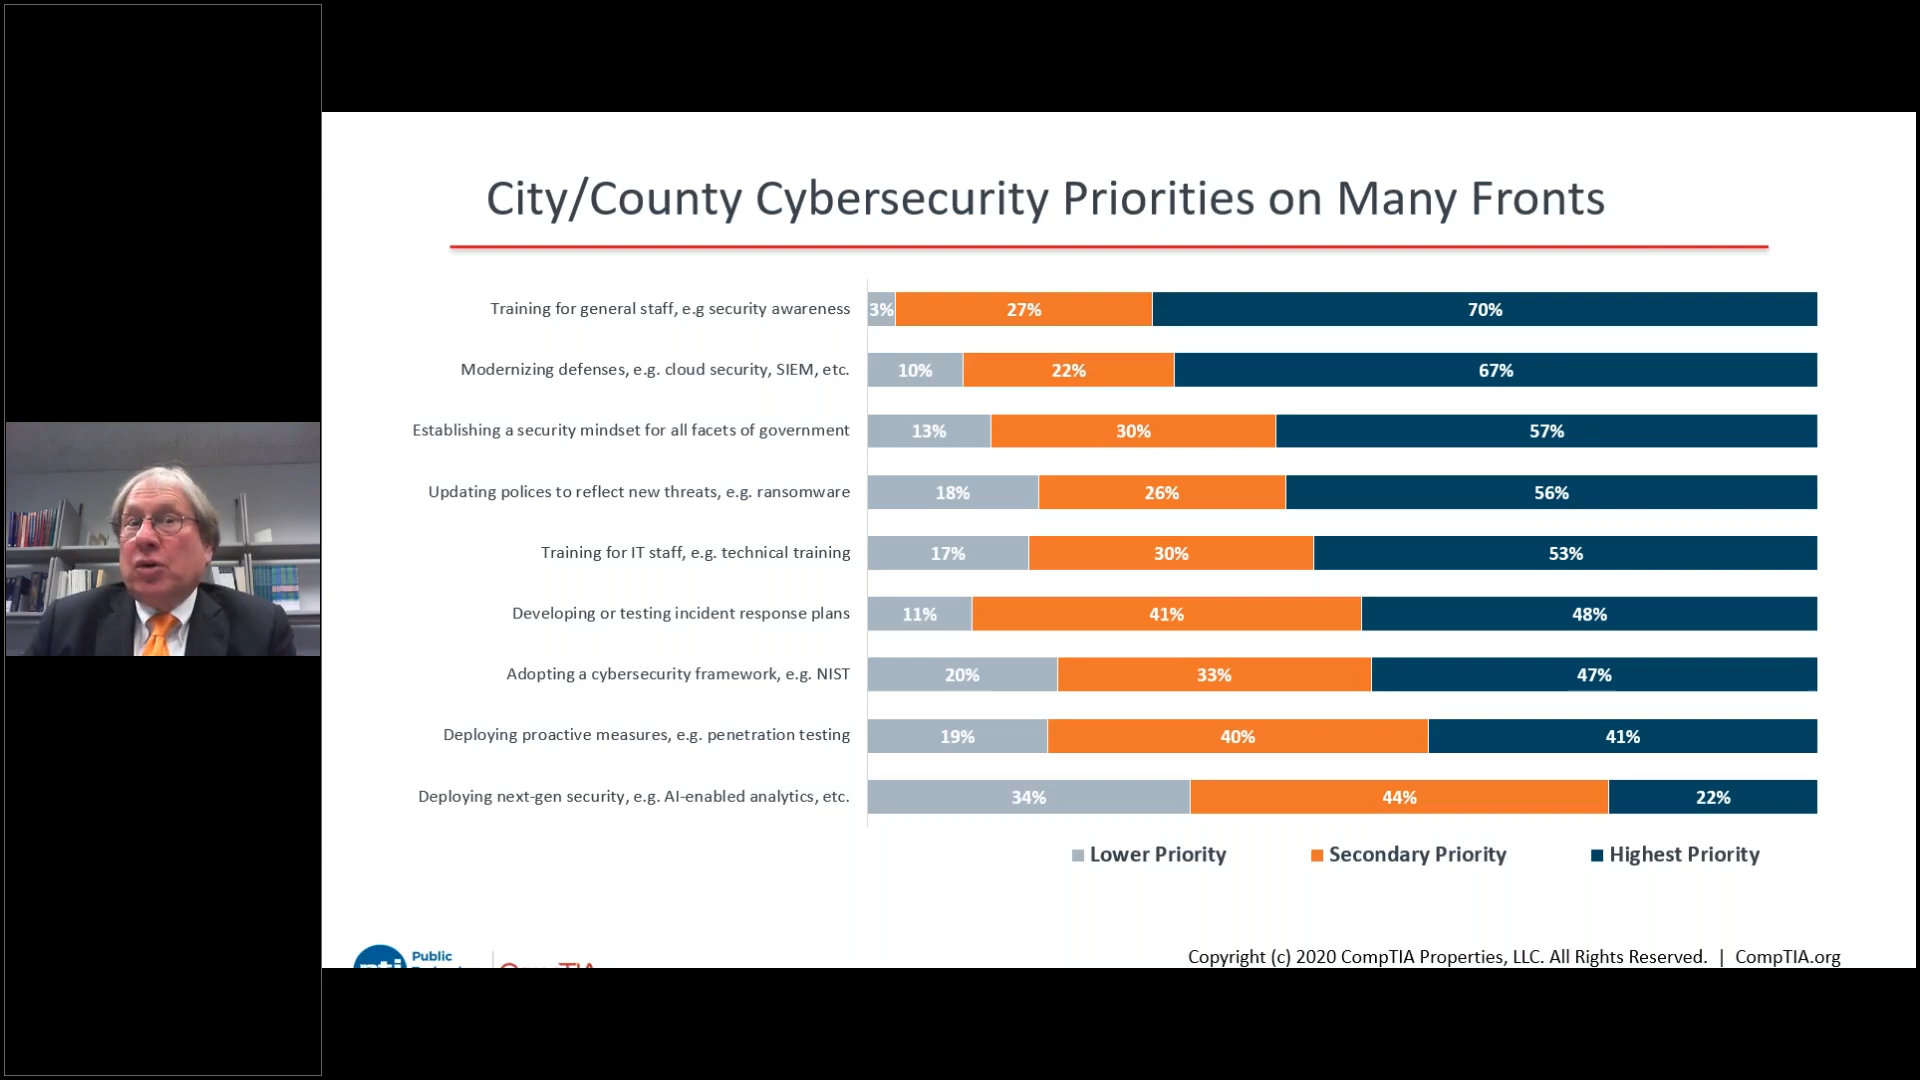 City/County Cybersecurity Priorities on Many Fronts
Training for general staff, e.g security awareness 3% 27% 70%
Modernizing defenses, e.g. cloud security, SIEM, etc. 10% 22% 67%
Establishing a security mindset for all facets of government 13% 30% 57%
Updating polices to reflect new threats, e.g. ransomware 18% 26% 56%
Training for IT staff, e.g. technical training 17% 30% 53%
Developing or testing incident response plans 11% 41% 48%
Adopting a cybersecurity framework, e.g. NIST 20% 33% 47%
Deploying proactive measures, e.g. penetration testing 19% 40% 41%
Deploying next-gen security, e.g. AI-enabled analytics, etc. 34% 44% 22%
Lower Priority Secondary Priority Highest Priority
Public
CompTIA
Copyright (c) 2020 CompTIA Properties, LLC. All Rights Reserved. | CompTIA.org